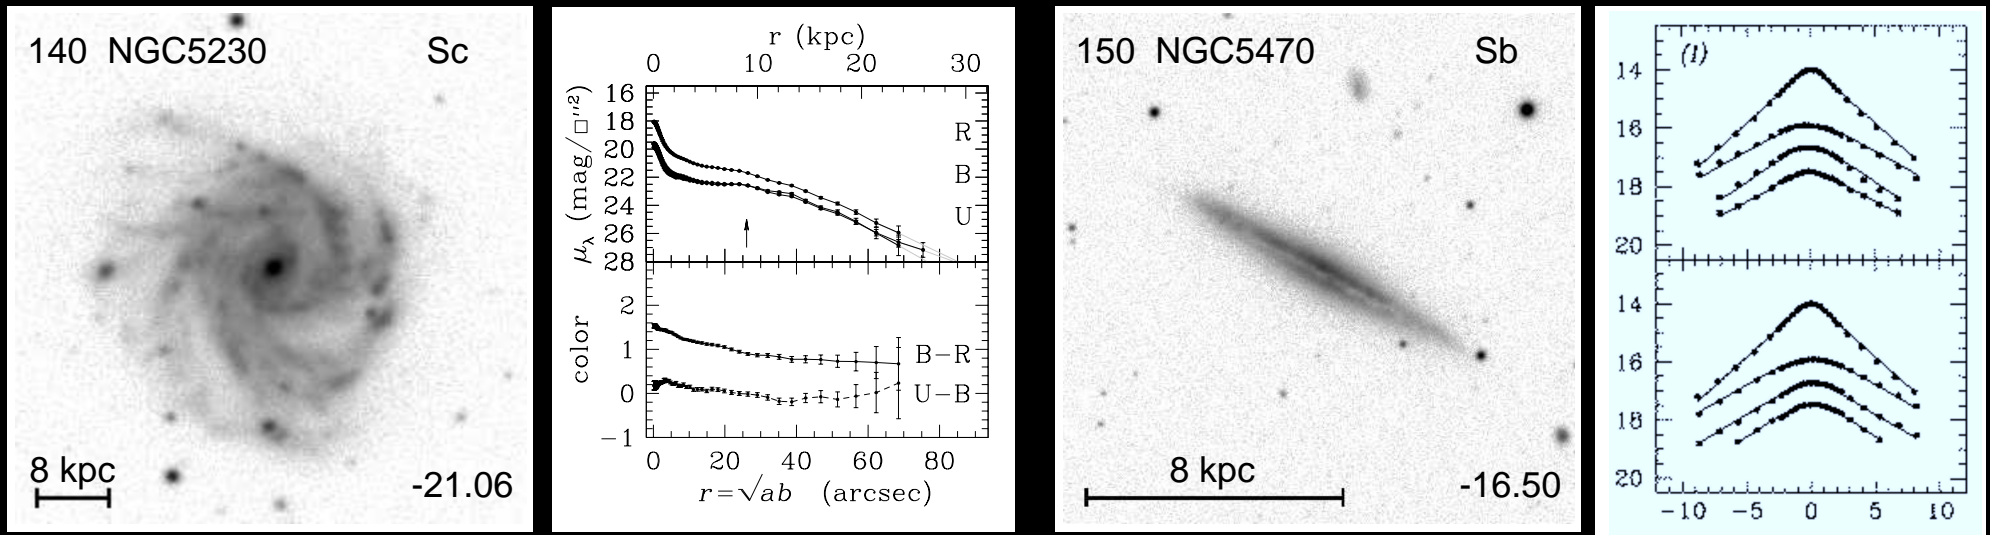 140 NGC5230 Sc
8 kpc
-21.06
r (kpc)
0 10 20 30
μλ (mag/□″²)
16
18
20
22
24
26
28
R
B
U
color
2
1
0
−1
B−R
U−B
0 20 40 60 80
r=√ab (arcsec)
150 NGC5470 Sb
8 kpc
-16.50
(1)
14
16
18
20
14
16
18
20
−10 −5 0 5 10